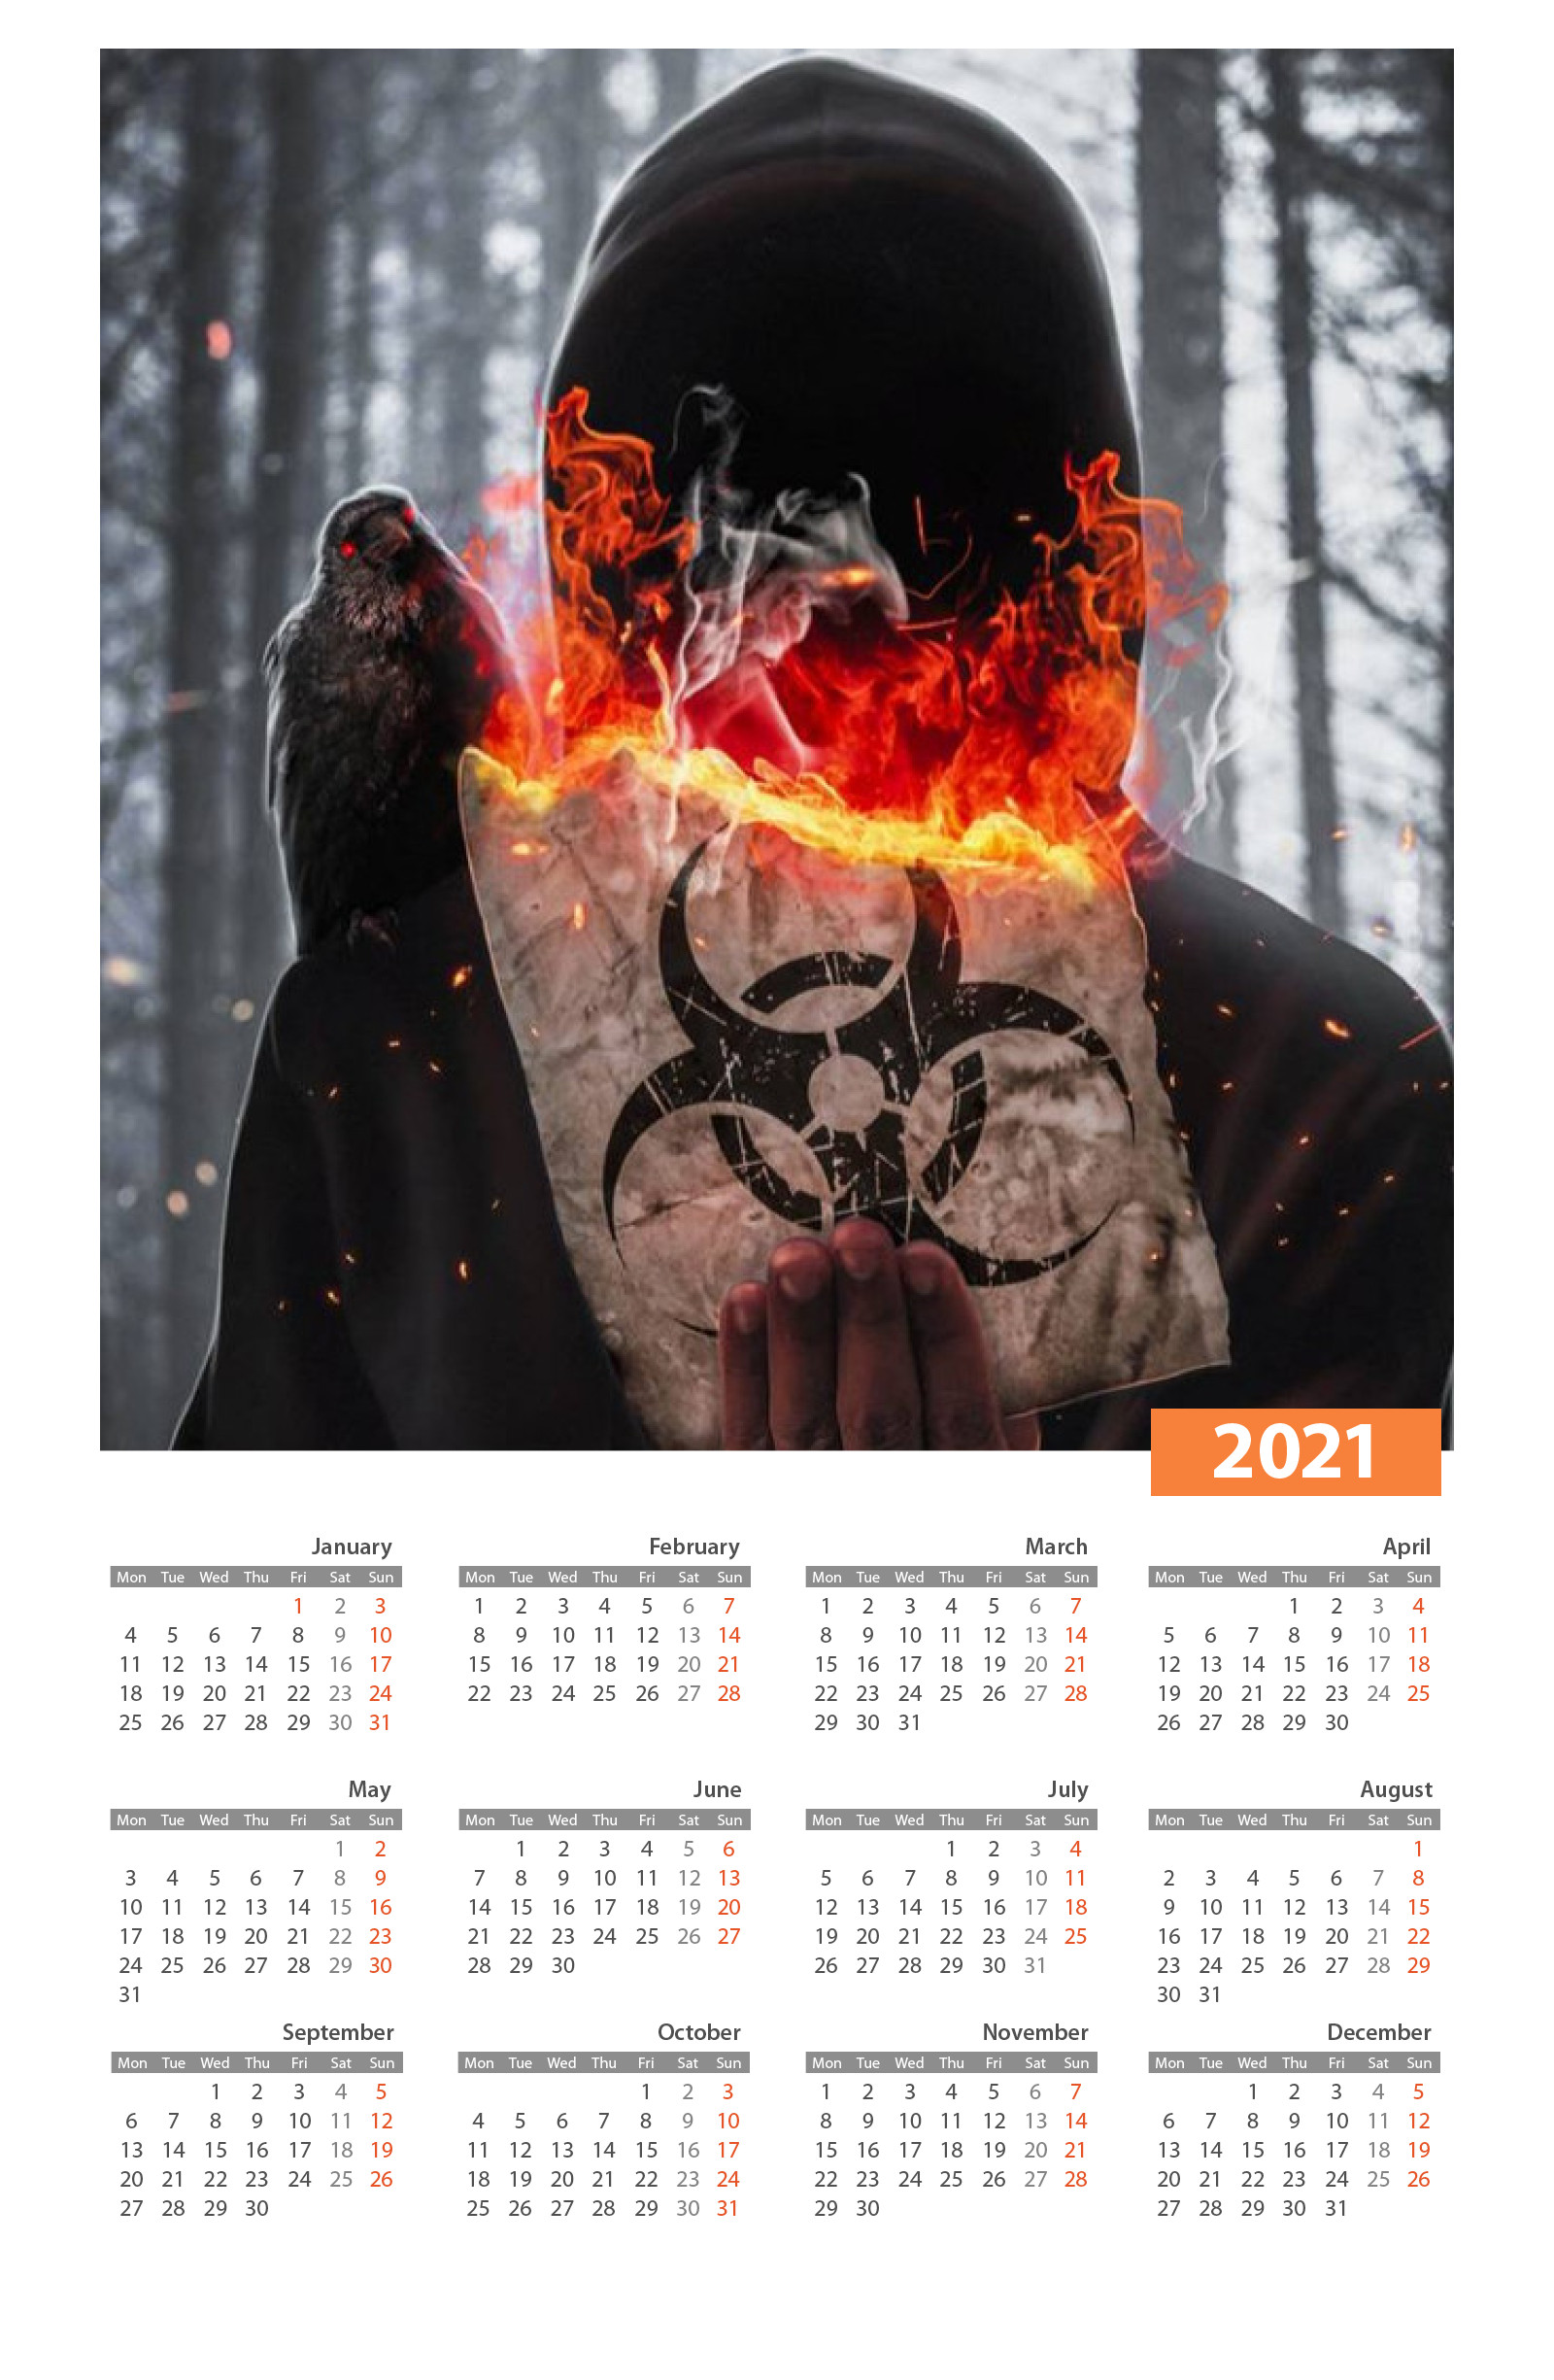 2021
January February March April
Mon Tue Wed Thu Fri Sat Sun Mon Tue Wed Thu Fri Sat Sun Mon Tue Wed Thu Fri Sat Sun Mon Tue Wed Thu Fri Sat Sun
1 2 3 1 2 3 4 5 6 7 1 2 3 4 5 6 7 1 2 3 4
4 5 6 7 8 9 10 8 9 10 11 12 13 14 8 9 10 11 12 13 14 5 6 7 8 9 10 11
11 12 13 14 15 16 17 15 16 17 18 19 20 21 15 16 17 18 19 20 21 12 13 14 15 16 17 18
18 19 20 21 22 23 24 22 23 24 25 26 27 28 22 23 24 25 26 27 28 19 20 21 22 23 24 25
25 26 27 28 29 30 31 29 30 31 26 27 28 29 30
May June July August
Mon Tue Wed Thu Fri Sat Sun Mon Tue Wed Thu Fri Sat Sun Mon Tue Wed Thu Fri Sat Sun Mon Tue Wed Thu Fri Sat Sun
1 2 1 2 3 4 5 6 1 2 3 4 1
3 4 5 6 7 8 9 7 8 9 10 11 12 13 5 6 7 8 9 10 11 2 3 4 5 6 7 8
10 11 12 13 14 15 16 14 15 16 17 18 19 20 12 13 14 15 16 17 18 9 10 11 12 13 14 15
17 18 19 20 21 22 23 21 22 23 24 25 26 27 19 20 21 22 23 24 25 16 17 18 19 20 21 22
24 25 26 27 28 29 30 28 29 30 26 27 28 29 30 31 23 24 25 26 27 28 29
31 30 31
September October November December
Mon Tue Wed Thu Fri Sat Sun Mon Tue Wed Thu Fri Sat Sun Mon Tue Wed Thu Fri Sat Sun Mon Tue Wed Thu Fri Sat Sun
1 2 3 4 5 1 2 3 1 2 3 4 5 6 7 1 2 3 4 5
6 7 8 9 10 11 12 4 5 6 7 8 9 10 8 9 10 11 12 13 14 6 7 8 9 10 11 12
13 14 15 16 17 18 19 11 12 13 14 15 16 17 15 16 17 18 19 20 21 13 14 15 16 17 18 19
20 21 22 23 24 25 26 18 19 20 21 22 23 24 22 23 24 25 26 27 28 20 21 22 23 24 25 26
27 28 29 30 25 26 27 28 29 30 31 29 30 27 28 29 30 31